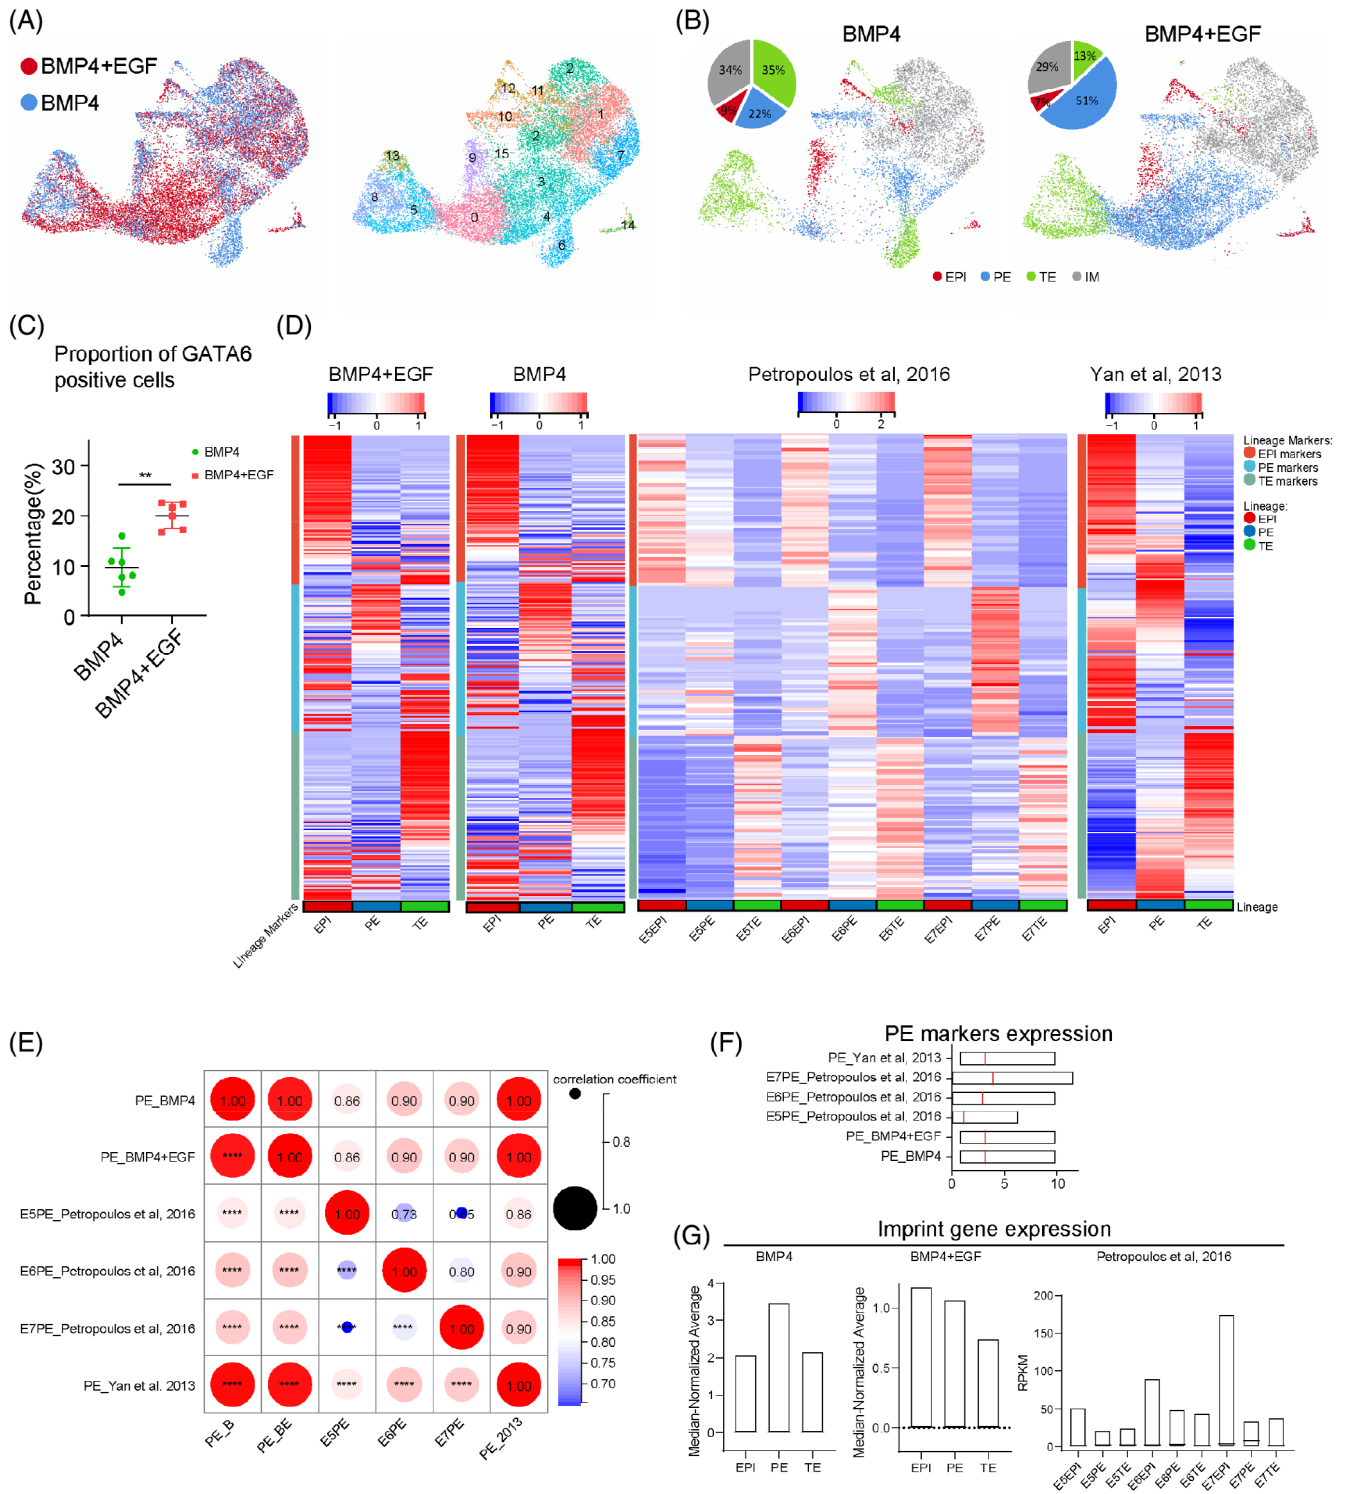 (A)
BMP4+EGF
BMP4
2
12
11
10
1
2
7
9
15
13
3
8
5
0
4
6
14
(B)
BMP4
BMP4+EGF
34%
35%
9%
22%
29%
13%
7%
51%
EPI
PE
TE
IM
(C)
Proportion of GATA6
positive cells
Percentage(%)
30
20
10
0
**
BMP4
BMP4+EGF
BMP4
BMP4+EGF
(D)
BMP4+EGF
BMP4
Petropoulos et al, 2016
Yan et al, 2013
−1 0 1
−1 0 1
−1 0 2
−1 0 1
Lineage Markers:
EPI markers
PE markers
TE markers
Lineage:
EPI
PE
TE
Lineage
Lineage Markers
EPI PE TE
EPI PE TE
E5EPI E5PE E5TE E6EPI E6PE E6TE E7EPI E7PE E7TE
EPI PE TE
(E)
correlation coefficient
0.8
1.0
PE_BMP4 1.00 1.00 0.86 0.90 0.90 1.00
PE_BMP4+EGF **** 1.00 0.86 0.90 0.90 1.00
E5PE_Petropoulos et al, 2016 **** **** 1.00 0.73 0.86
E6PE_Petropoulos et al, 2016 **** **** **** 1.00 0.80 0.90
E7PE_Petropoulos et al, 2016 **** **** **** **** 1.00 0.90
PE_Yan et al. 2013 **** **** **** **** **** 1.00
PE_B PE_BE E5PE E6PE E7PE PE_2013
1.00
0.95
0.90
0.85
0.80
0.75
0.70
(F)
PE markers expression
PE_Yan et al, 2013
E7PE_Petropoulos et al, 2016
E6PE_Petropoulos et al, 2016
E5PE_Petropoulos et al, 2016
PE_BMP4+EGF
PE_BMP4
0 5 10
(G)
Imprint gene expression
BMP4
BMP4+EGF
Petropoulos et al, 2016
Median-Normalized Average
4
3
2
1
0
EPI PE TE
Median-Normalized Average
1.0
0.5
0.0
EPI PE TE
RPKM
200
150
100
50
0
E5EPI E5PE E5TE E6EPI E6PE E6TE E7EPI E7PE E7TE